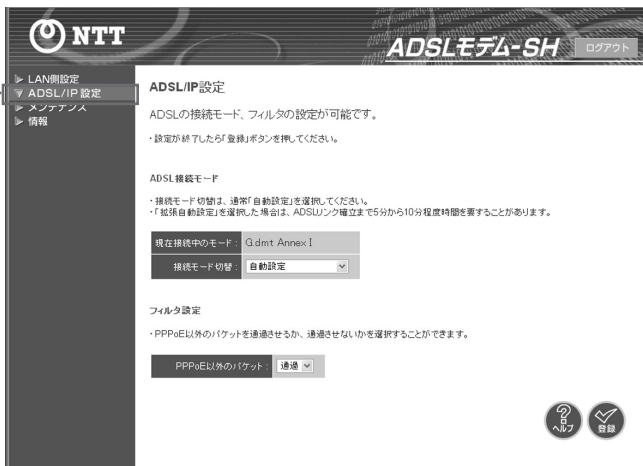 NTT
ADSLモデム-SH
ログアウト
LAN側設定
ADSL/IP設定
メンテナンス
情報
ADSL/IP設定
ADSLの接続モード、フィルタの設定が可能です。
・設定が終了したら「登録」ボタンを押してください。
ADSL接続モード
・接続モード切替は、通常「自動設定」を選択してください。
・「拡張自動設定」を選択した場合は、ADSLリンク確立まで5分から10分程度時間を要することがあります。
現在接続中のモード： G.dmt Annex I
接続モード切替： 自動設定
フィルタ設定
・PPPoE以外のパケットを通過させるか、通過させないかを選択することができます。
PPPoE以外のパケット： 通過
ヘルプ
登録